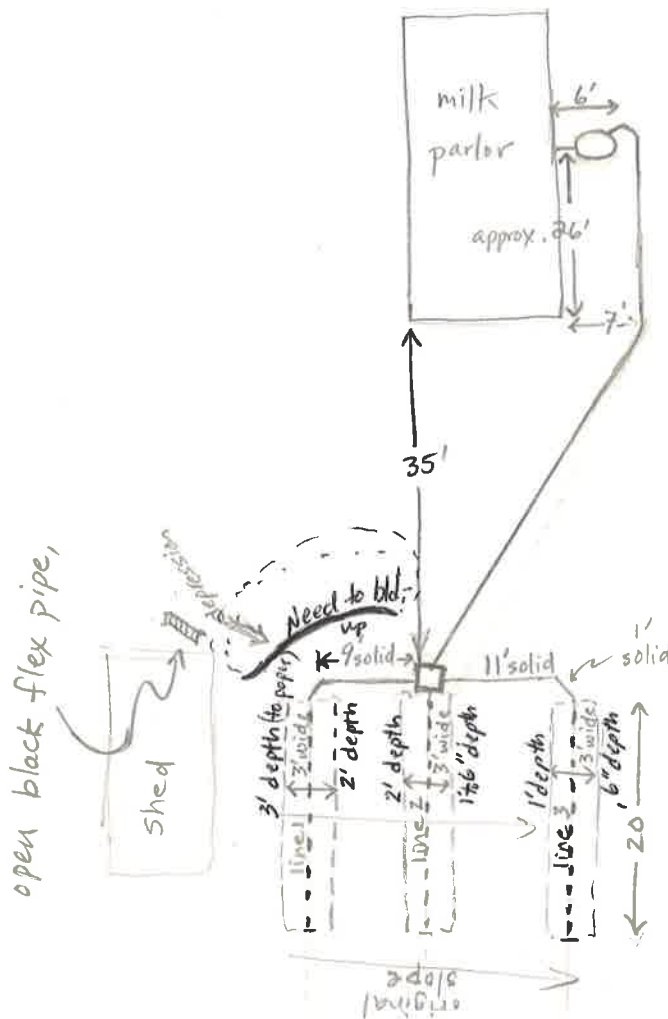 milk
parlor
6'
approx. 26'
7'
35'
open black flex pipe,
shed
depression
Need to bld.
up
9 solid
11' solid
1'
solid
3' depth (to paper)
3' wide
2' depth
line 1
2' depth
3' wide
1' 6" depth
line 2
1' depth
3' wide
6" depth
line 3
20'
original
slope